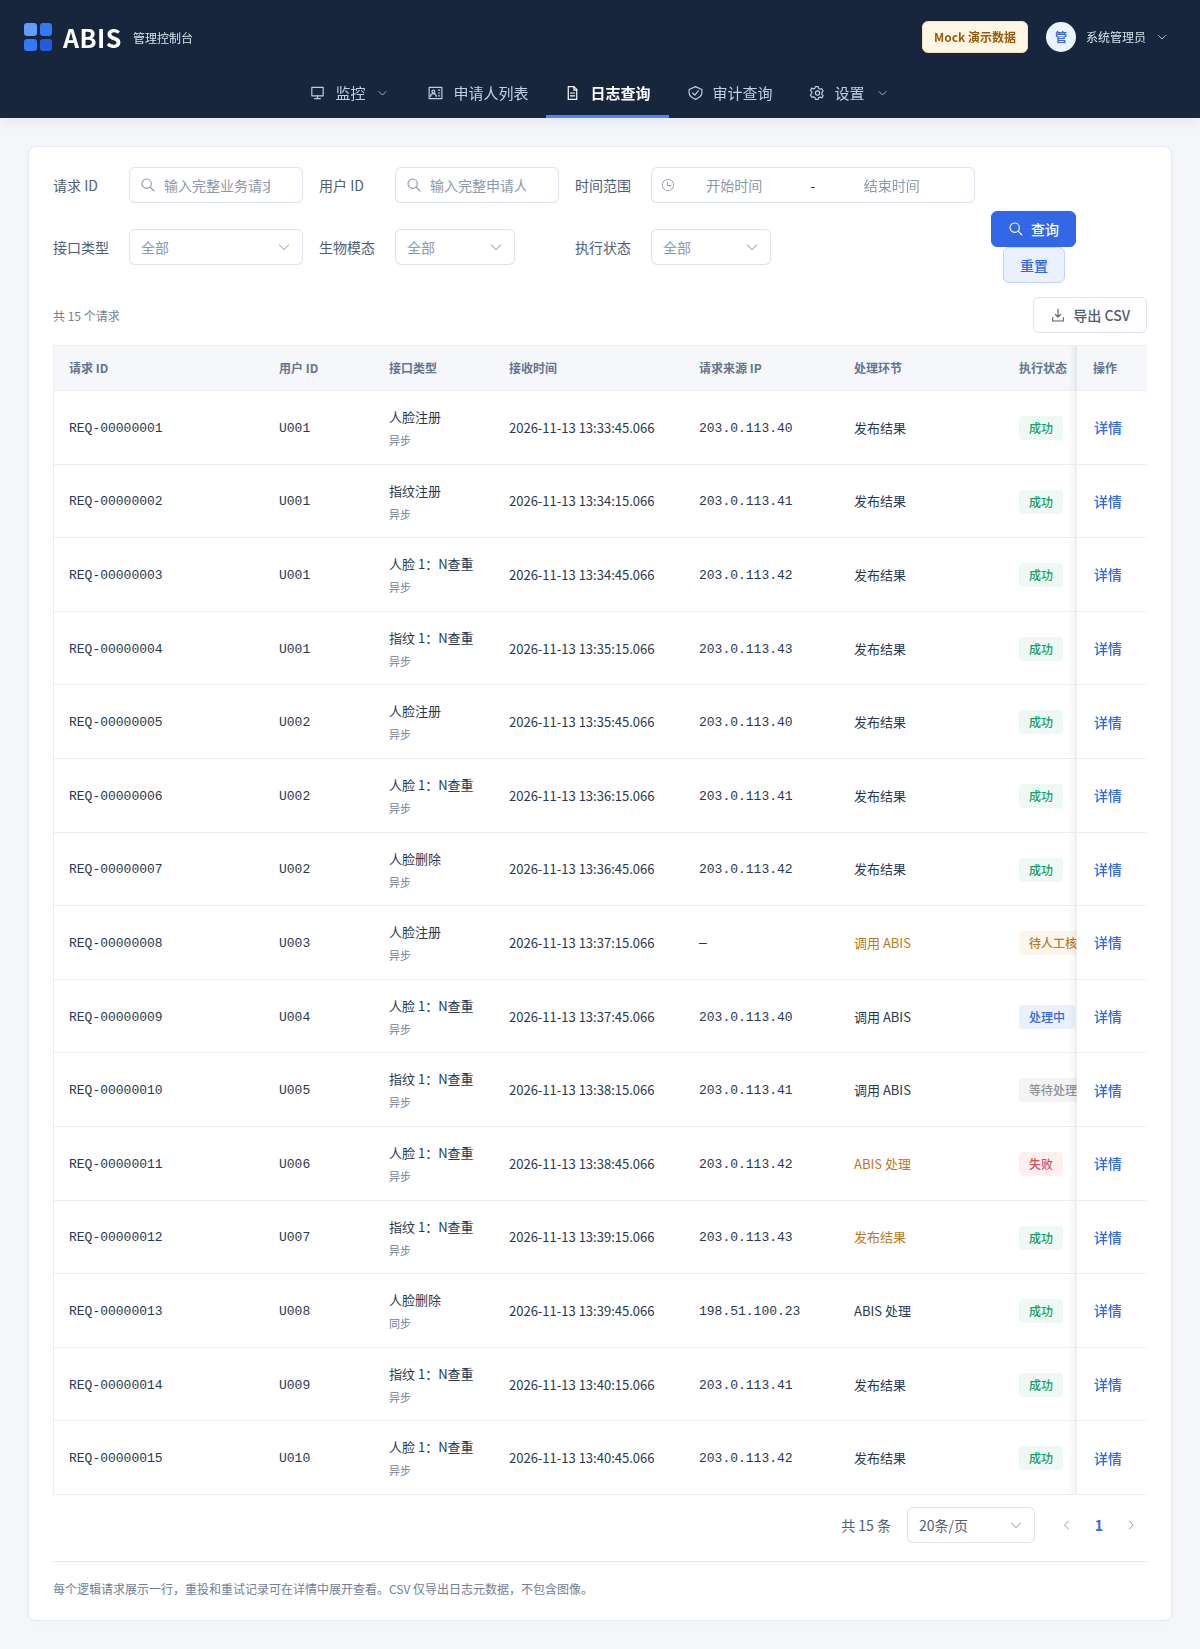 ABIS 管理控制台 Mock 演示数据 管 系统管理员
监控 申请人列表 日志查询 审计查询 设置
请求 ID 输入完整业务请求 用户 ID 输入完整申请人 时间范围 开始时间 - 结束时间
查询
接口类型 全部 生物模态 全部 执行状态 全部
重置
共 15 个请求 导出 CSV
请求 ID 用户 ID 接口类型 接收时间 请求来源 IP 处理环节 执行状态 操作
REQ-00000001 U001 人脸注册 异步 2026-11-13 13:33:45.066 203.0.113.40 发布结果 成功 详情
REQ-00000002 U001 指纹注册 异步 2026-11-13 13:34:15.066 203.0.113.41 发布结果 成功 详情
REQ-00000003 U001 人脸 1：N查重 异步 2026-11-13 13:34:45.066 203.0.113.42 发布结果 成功 详情
REQ-00000004 U001 指纹 1：N查重 异步 2026-11-13 13:35:15.066 203.0.113.43 发布结果 成功 详情
REQ-00000005 U002 人脸注册 异步 2026-11-13 13:35:45.066 203.0.113.40 发布结果 成功 详情
REQ-00000006 U002 人脸 1：N查重 异步 2026-11-13 13:36:15.066 203.0.113.41 发布结果 成功 详情
REQ-00000007 U002 人脸删除 异步 2026-11-13 13:36:45.066 203.0.113.42 发布结果 成功 详情
REQ-00000008 U003 人脸注册 异步 2026-11-13 13:37:15.066 — 调用 ABIS 待人工核 详情
REQ-00000009 U004 人脸 1：N查重 异步 2026-11-13 13:37:45.066 203.0.113.40 调用 ABIS 处理中 详情
REQ-00000010 U005 指纹 1：N查重 异步 2026-11-13 13:38:15.066 203.0.113.41 调用 ABIS 等待处理 详情
REQ-00000011 U006 人脸 1：N查重 异步 2026-11-13 13:38:45.066 203.0.113.42 ABIS 处理 失败 详情
REQ-00000012 U007 指纹 1：N查重 异步 2026-11-13 13:39:15.066 203.0.113.43 发布结果 成功 详情
REQ-00000013 U008 人脸删除 同步 2026-11-13 13:39:45.066 198.51.100.23 ABIS 处理 成功 详情
REQ-00000014 U009 指纹 1：N查重 异步 2026-11-13 13:40:15.066 203.0.113.41 发布结果 成功 详情
REQ-00000015 U010 人脸 1：N查重 异步 2026-11-13 13:40:45.066 203.0.113.42 发布结果 成功 详情
共 15 条 20条/页 1
每个逻辑请求展示一行，重投和重试记录可在详情中展开查看。CSV 仅导出日志元数据，不包含图像。